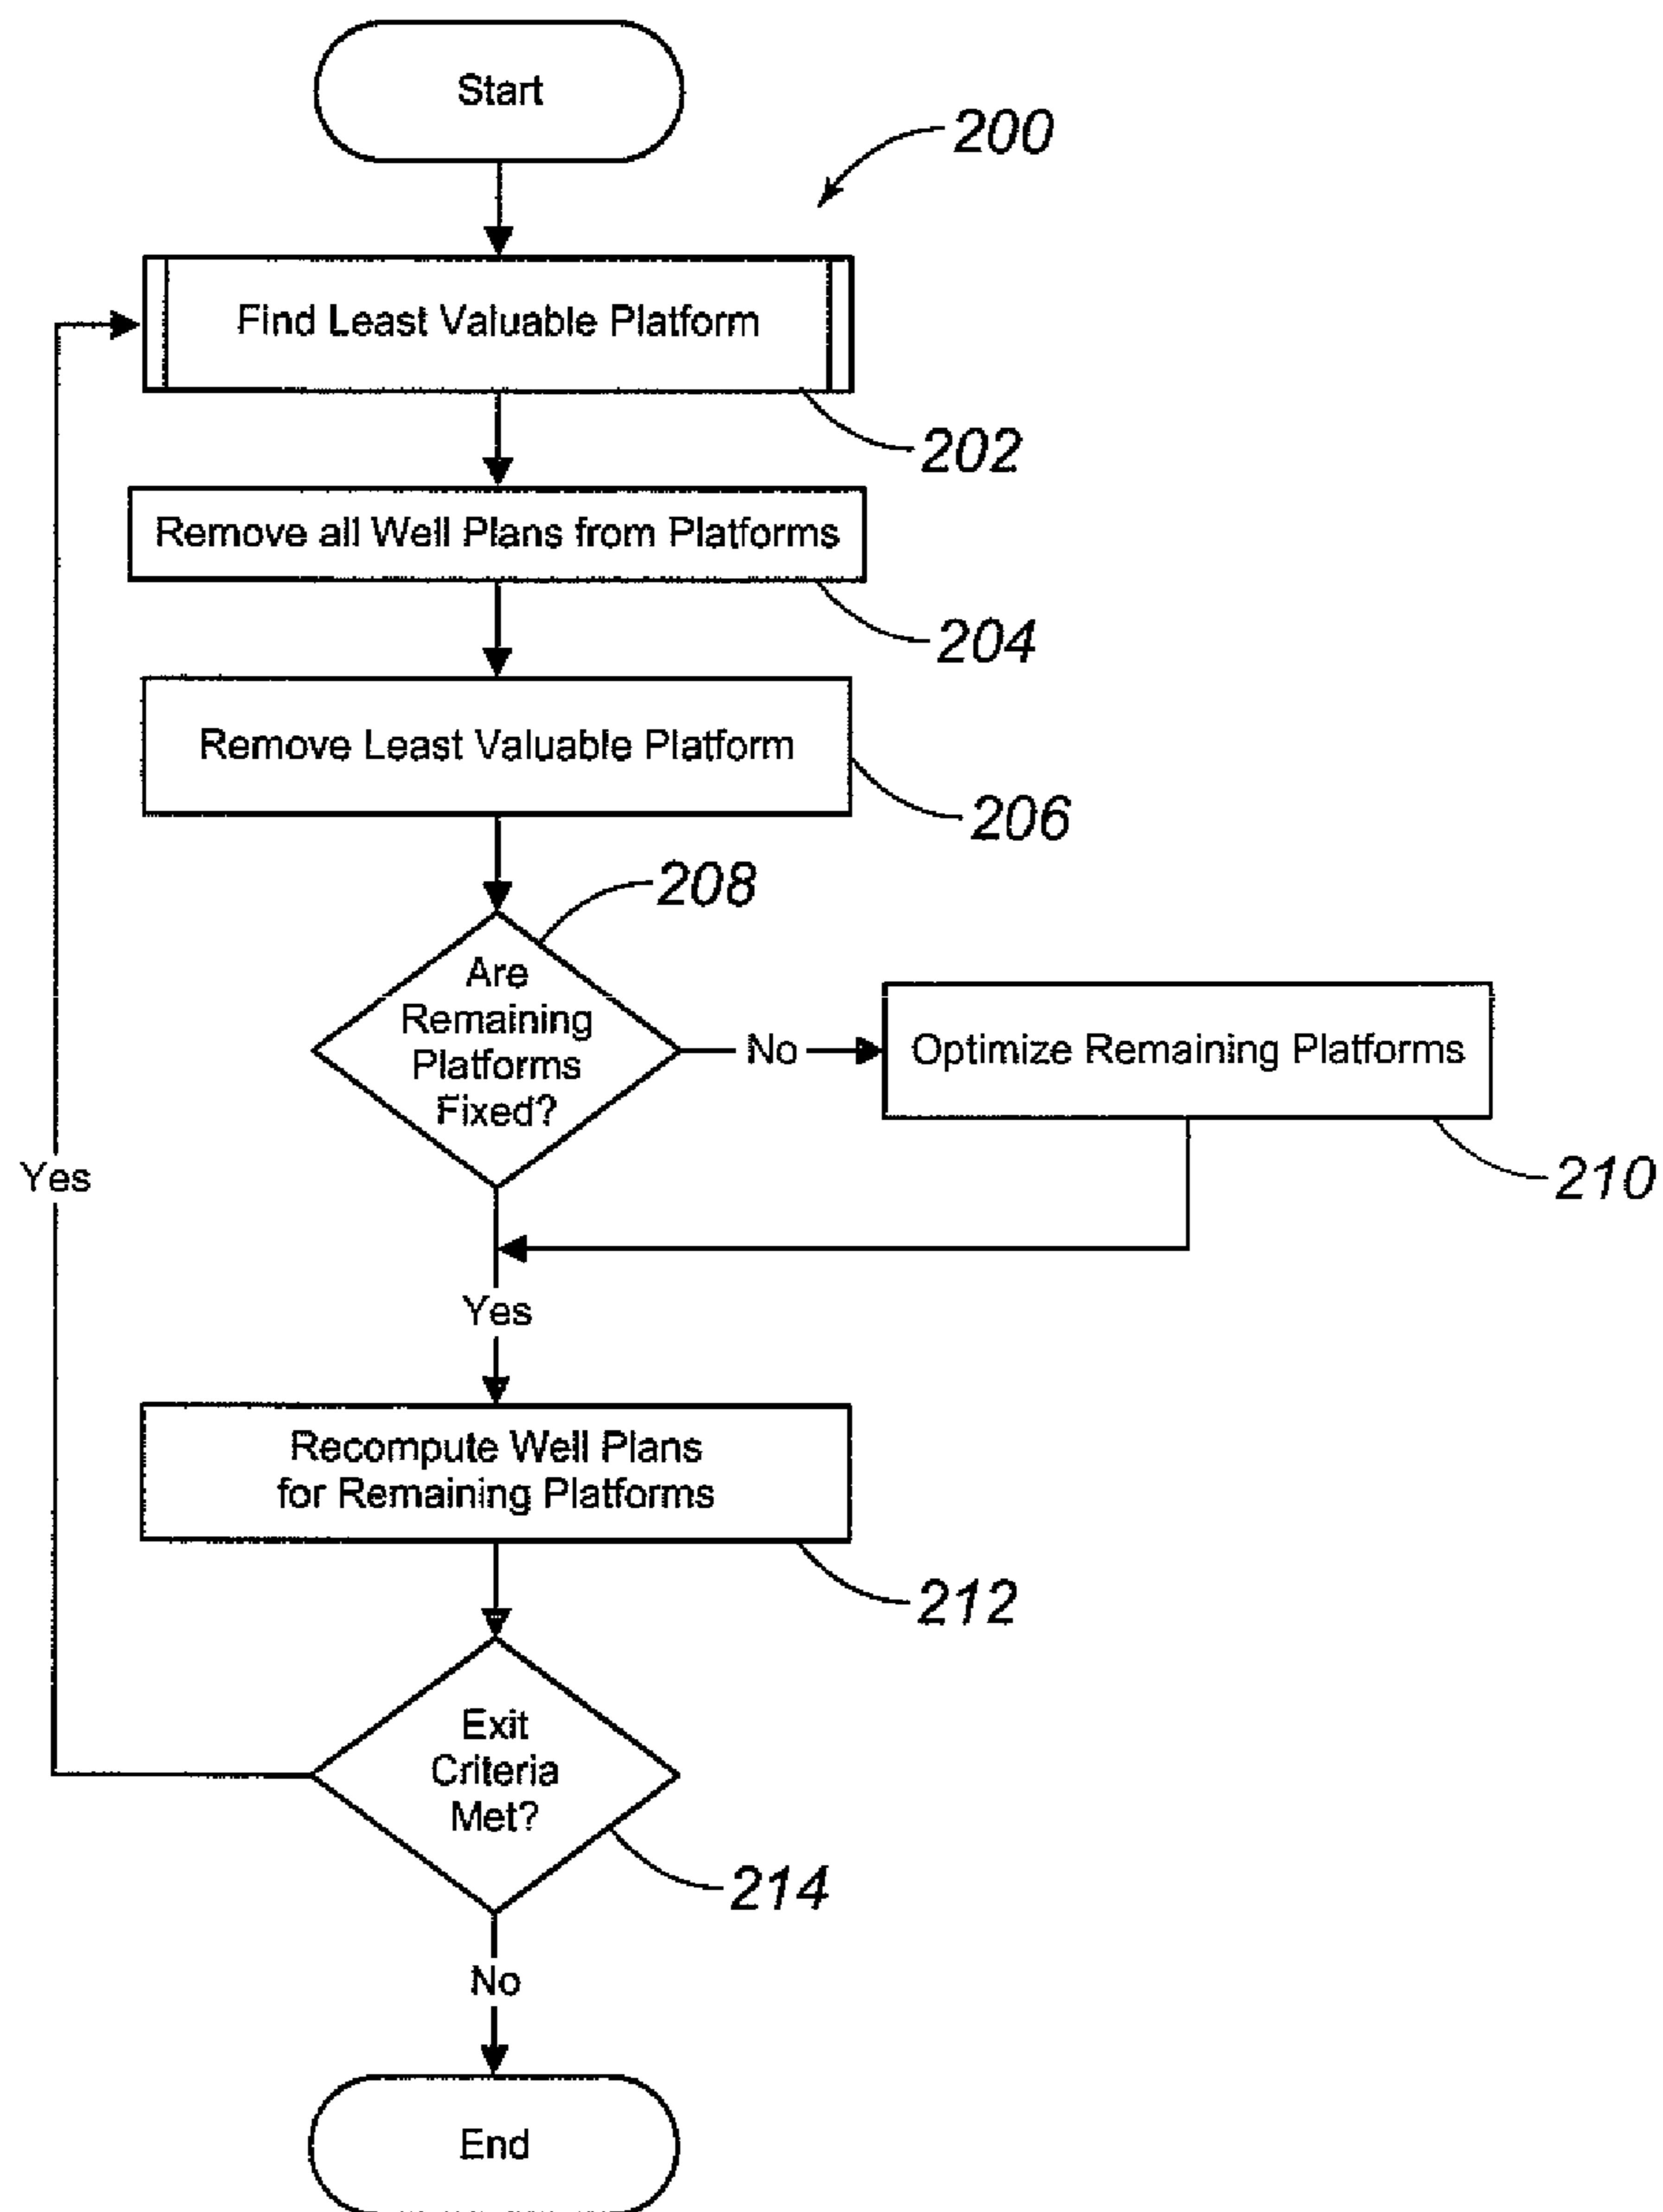 Start
200
Find Least Valuable Platform
202
Remove all Well Plans from Platforms
204
Remove Least Valuable Platform
206
208
Are
Remaining
Platforms
Fixed?
No
Optimize Remaining Platforms
210
Yes
Yes
Recompute Well Plans
for Remaining Platforms
212
Exit
Criteria
Met?
214
No
End